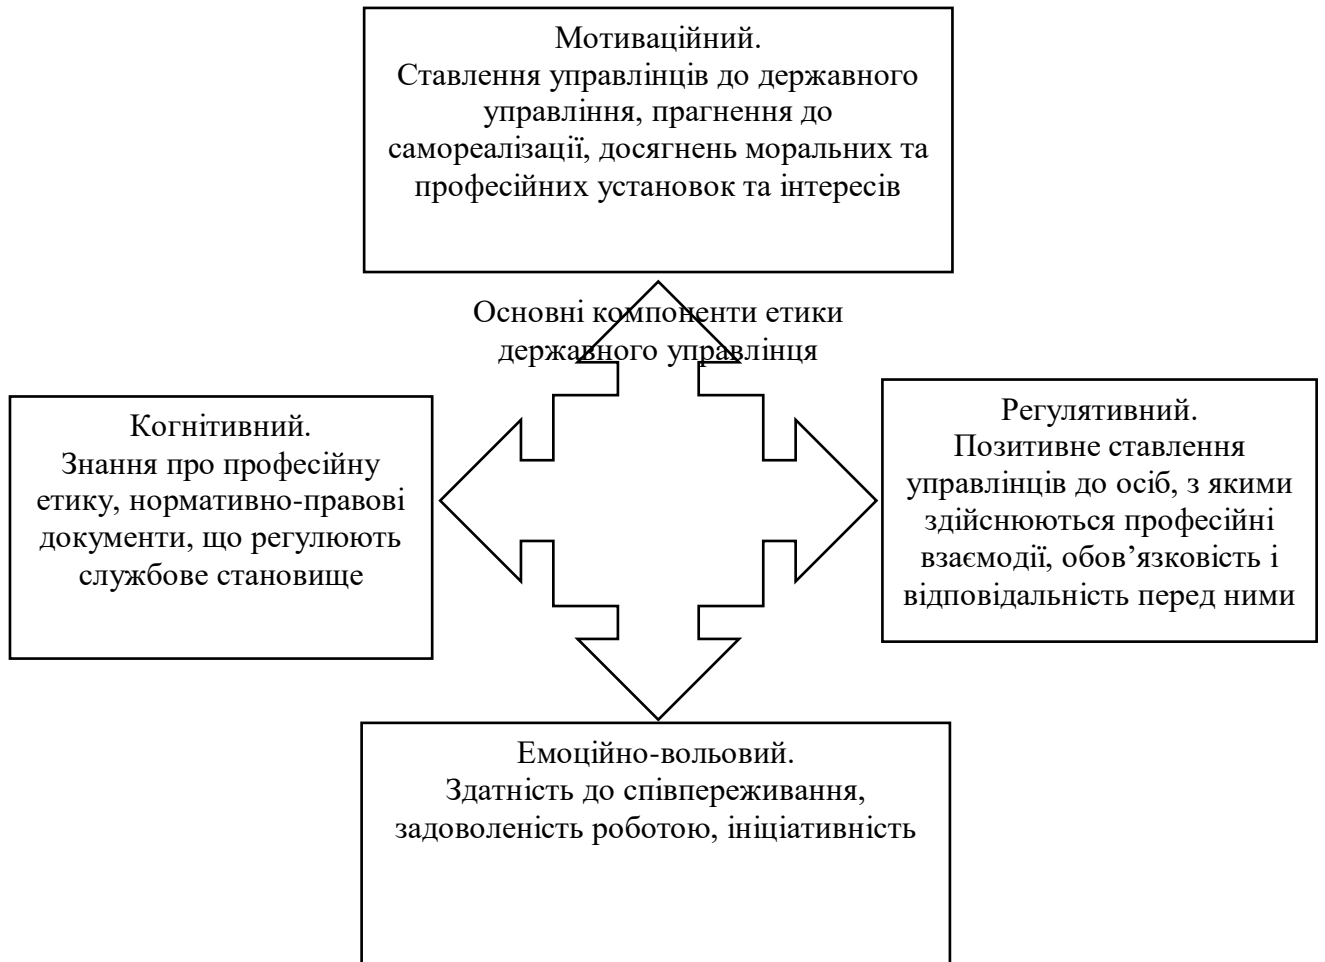 Мотиваційний.
Ставлення управлінців до державного
управління, прагнення до
самореалізації, досягнень моральних та
професійних установок та інтересів
Основні компоненти етики
державного управлінця
Когнітивний.
Знання про професійну
етику, нормативно-правові
документи, що регулюють
службове становище
Регулятивний.
Позитивне ставлення
управлінців до осіб, з якими
здійснюються професійні
взаємодії, обов’язковість і
відповідальність перед ними
Емоційно-вольовий.
Здатність до співпереживання,
задоволеність роботою, ініціативність